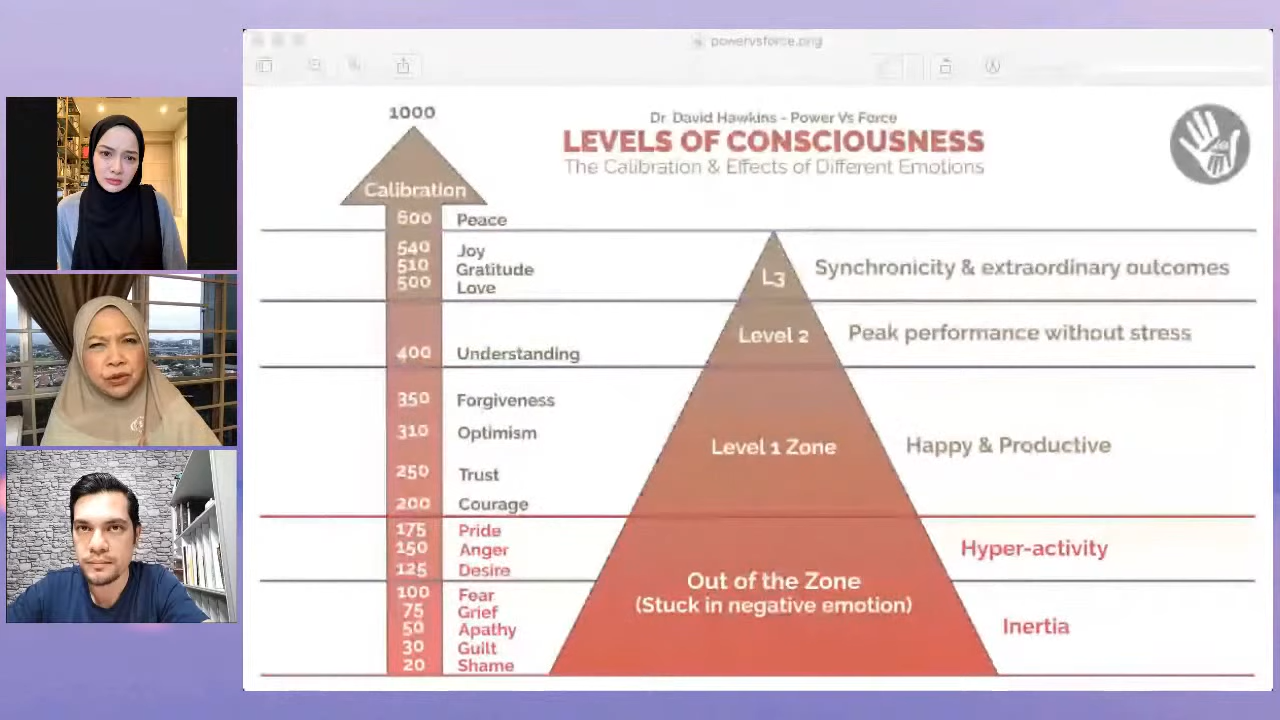 powervsforce.png
1000
Dr. David Hawkins - Power Vs Force
LEVELS OF CONSCIOUSNESS
The Calibration & Effects of Different Emotions
Calibration
600 Peace
540 Joy
510 Gratitude
500 Love
L3
Synchronicity & extraordinary outcomes
Level 2
Peak performance without stress
400 Understanding
350 Forgiveness
310 Optimism
Level 1 Zone
Happy & Productive
250 Trust
200 Courage
175 Pride
150 Anger
125 Desire
Hyper-activity
Out of the Zone
(Stuck in negative emotion)
100 Fear
75 Grief
50 Apathy
30 Guilt
20 Shame
Inertia